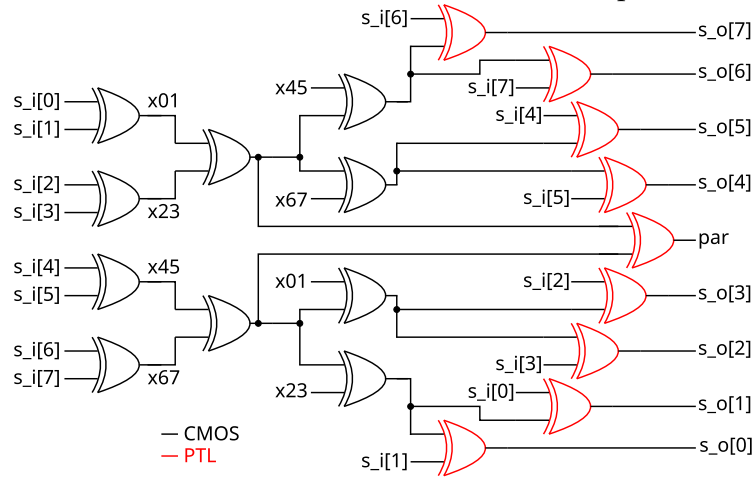 s_i[6]
s_o[7]
x45
s_i[7]
s_o[6]
s_i[0]
x01
s_i[1]
s_i[4]
s_o[5]
s_i[2]
s_i[3]
x23
x67
s_i[5]
s_o[4]
par
s_i[4]
x45
s_i[5]
x01
s_i[2]
s_o[3]
s_i[6]
s_i[7]
x67
s_i[3]
s_o[2]
x23
s_i[0]
s_o[1]
CMOS
PTL
s_i[1]
s_o[0]